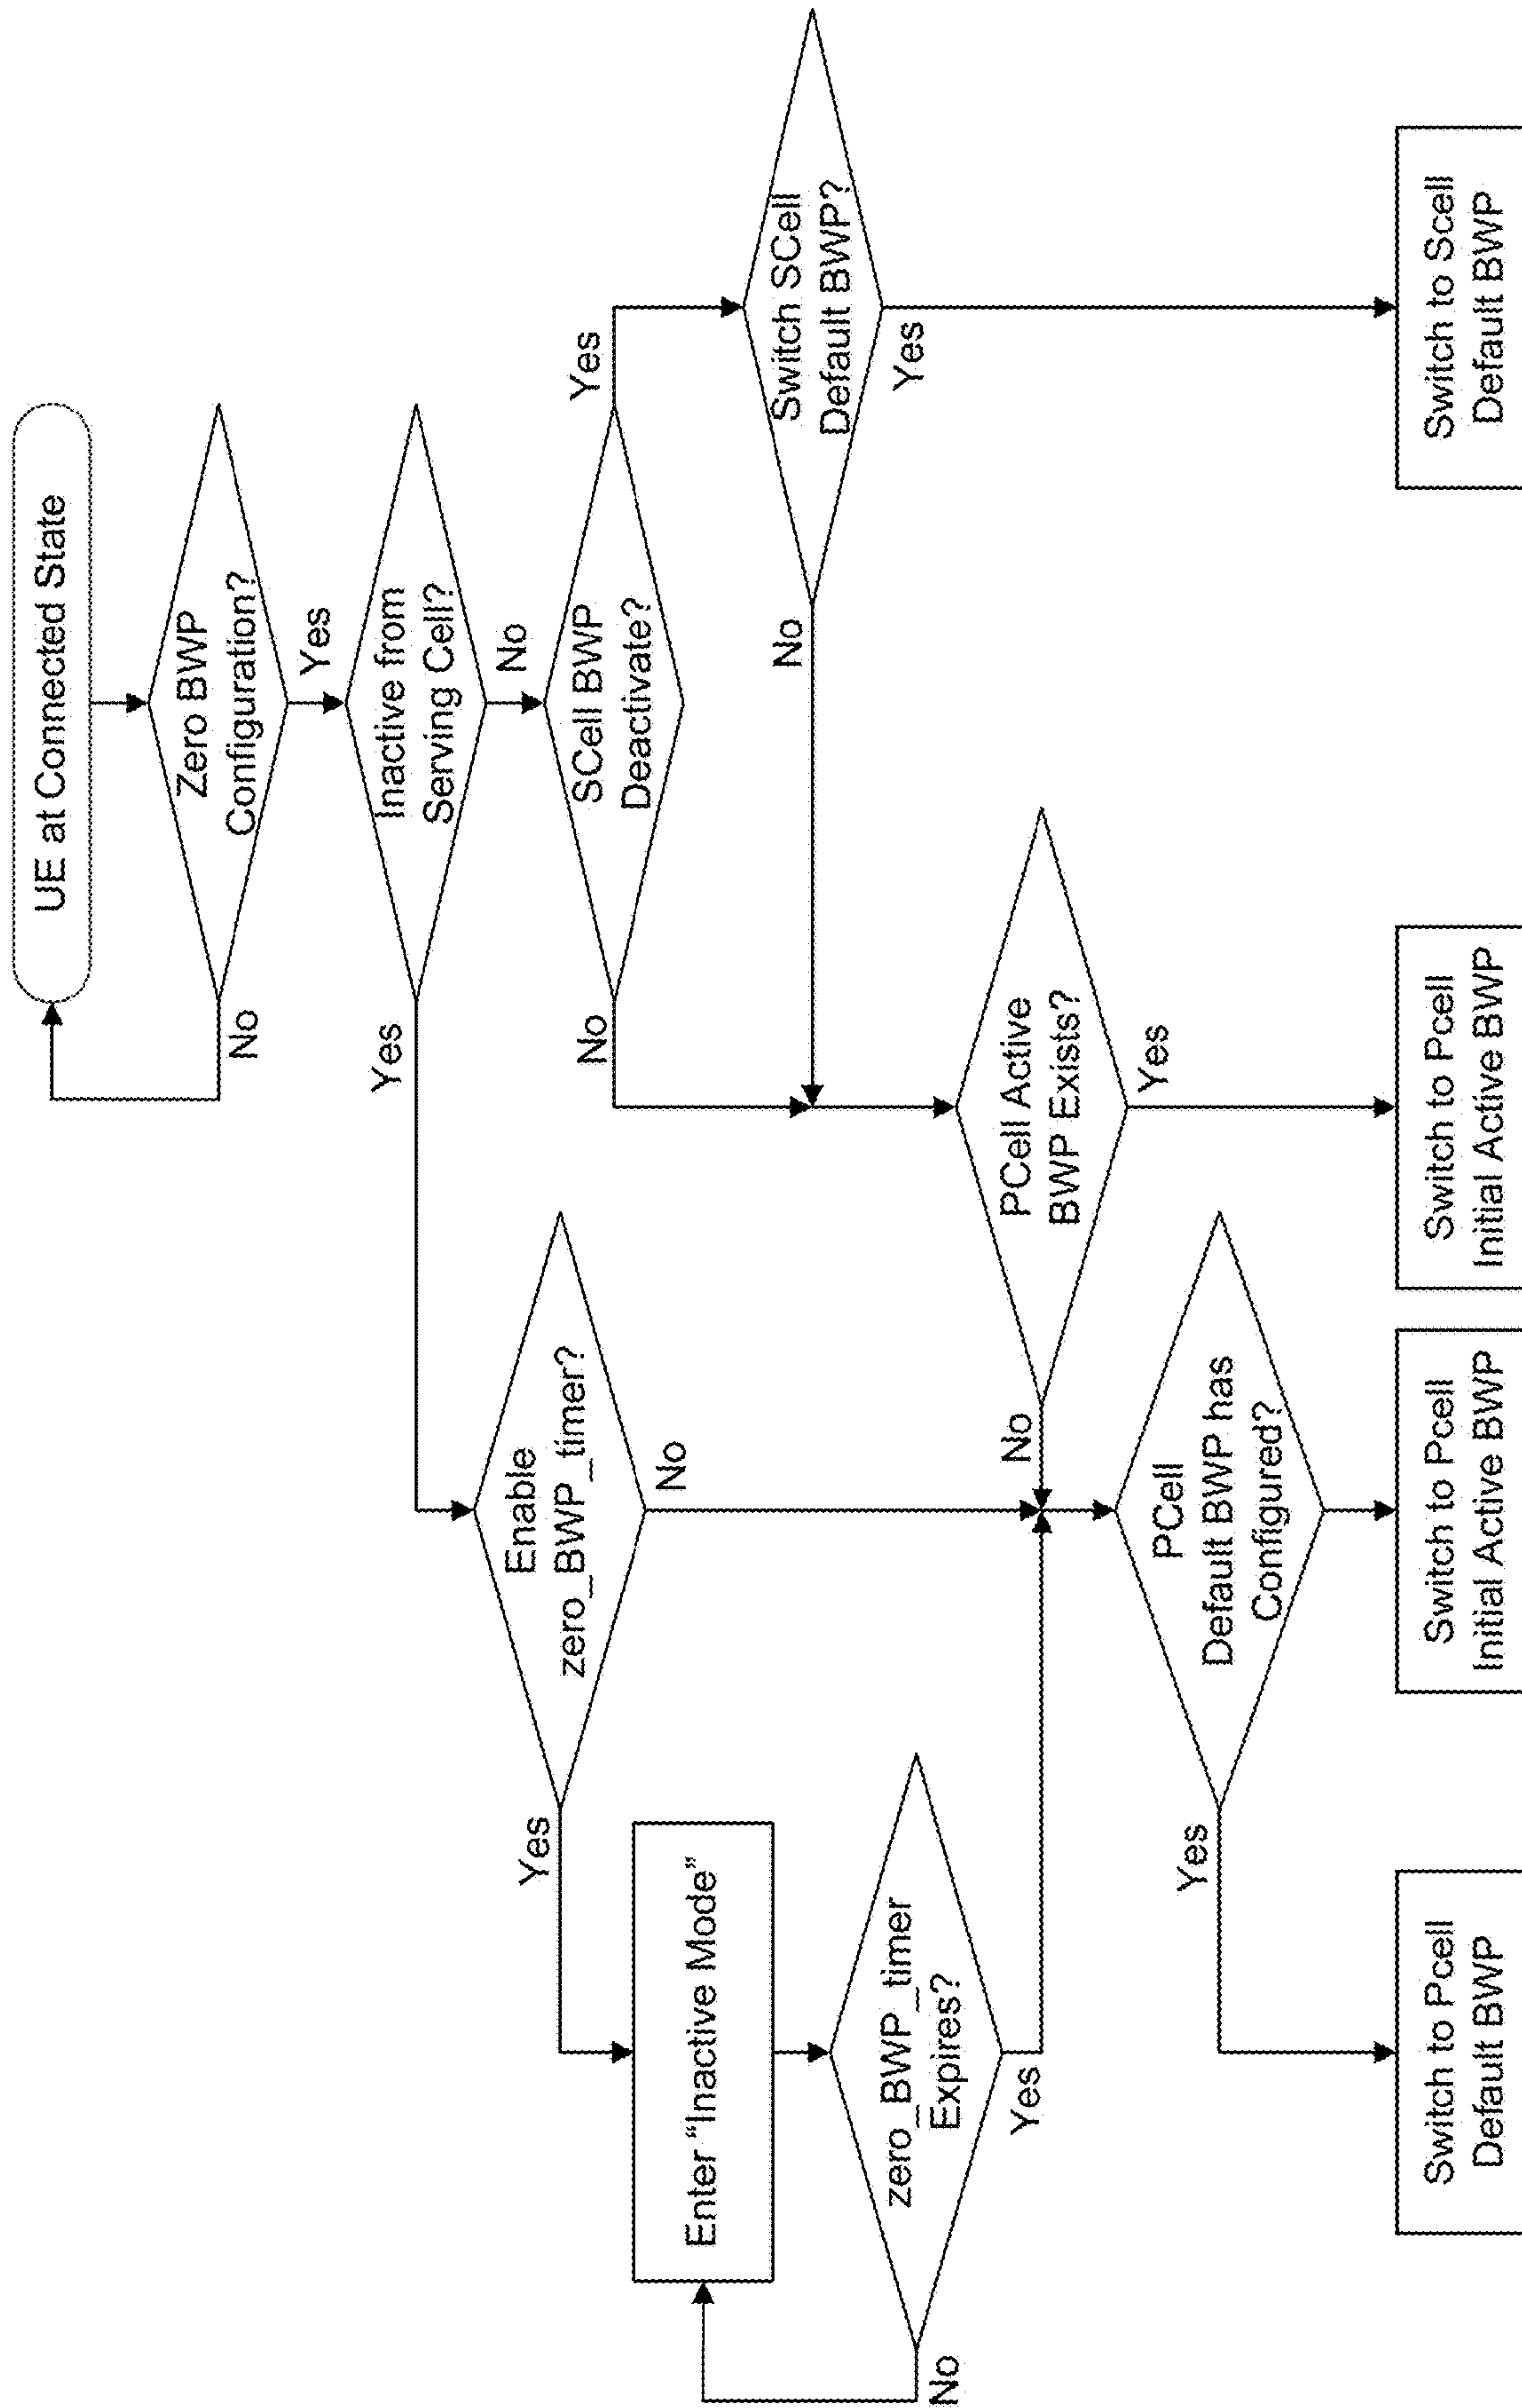 UE at Connected State
Zero BWP
Configuration?
No
Yes
Inactive from
Serving Cell?
Yes
No
SCell BWP
Deactivate?
No
Yes
Enable
zero_BWP_timer?
Yes
No
Enter “Inactive Mode”
Switch SCell
Default BWP?
No
Yes
zero_BWP_timer
Expires?
No
Yes
PCell Active
BWP Exists?
No
Yes
PCell
Default BWP has
Configured?
Yes
Switch to Pcell
Default BWP
Switch to Pcell
Initial Active BWP
Switch to Pcell
Initial Active BWP
Switch to Scell
Default BWP